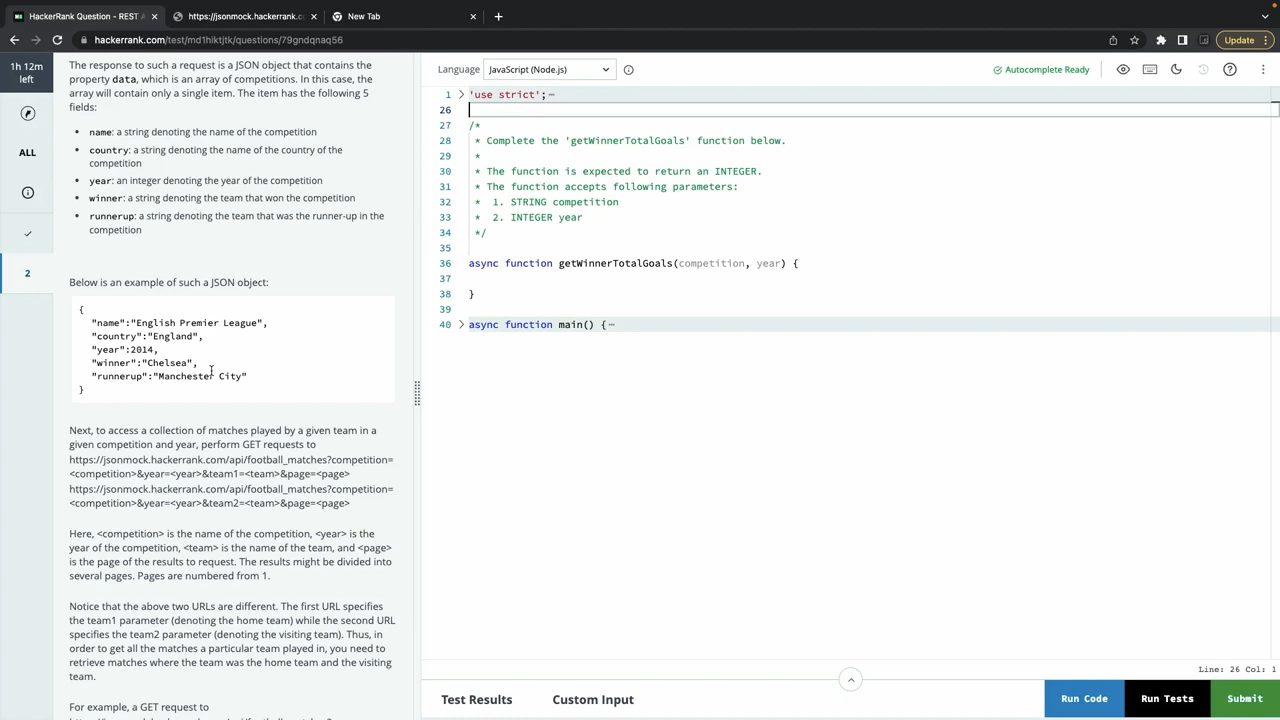 HackerRank Question - REST A
https://jsonmock.hackerrank.c
New Tab
hackerrank.com/test/md1hiktjtk/questions/79gndqnaq56
Update
1h 12m
left
ALL
2
The response to such a request is a JSON object that contains the
property data, which is an array of competitions. In this case, the
array will contain only a single item. The item has the following 5
fields:
• name: a string denoting the name of the competition
• country: a string denoting the name of the country of the
competition
• year: an integer denoting the year of the competition
• winner: a string denoting the team that won the competition
• runnerup: a string denoting the team that was the runner-up in the
competition
Below is an example of such a JSON object:
{
"name":"English Premier League",
"country":"England",
"year":2014,
"winner":"Chelsea",
"runnerup":"Manchester City"
}
Next, to access a collection of matches played by a given team in a
given competition and year, perform GET requests to
https://jsonmock.hackerrank.com/api/football_matches?competition=
<competition>&year=<year>&team1=<team>&page=<page>
https://jsonmock.hackerrank.com/api/football_matches?competition=
<competition>&year=<year>&team2=<team>&page=<page>
Here, <competition> is the name of the competition, <year> is the
year of the competition, <team> is the name of the team, and <page>
is the page of the results to request. The results might be divided into
several pages. Pages are numbered from 1.
Notice that the above two URLs are different. The first URL specifies
the team1 parameter (denoting the home team) while the second URL
specifies the team2 parameter (denoting the visiting team). Thus, in
order to get all the matches a particular team played in, you need to
retrieve matches where the team was the home team and the visiting
team.
For example, a GET request to
Language JavaScript (Node.js)
Autocomplete Ready
1 'use strict';
26
27 /*
28 * Complete the 'getWinnerTotalGoals' function below.
29 *
30 * The function is expected to return an INTEGER.
31 * The function accepts following parameters:
32 * 1. STRING competition
33 * 2. INTEGER year
34 */
35
36 async function getWinnerTotalGoals(competition, year) {
37
38 }
39
40 async function main() {
Line: 26 Col: 1
Test Results
Custom Input
Run Code
Run Tests
Submit